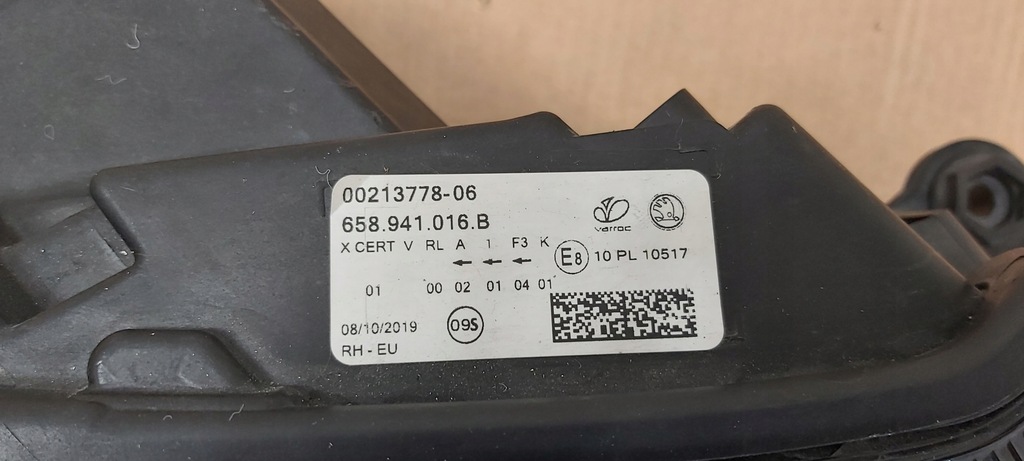 00213778-06
658.941.016.B
varroc
X CERT V RL A 1 F3 K
E8 10 PL 10517
01 00 02 01 04 01
08/10/2019
09S
RH - EU